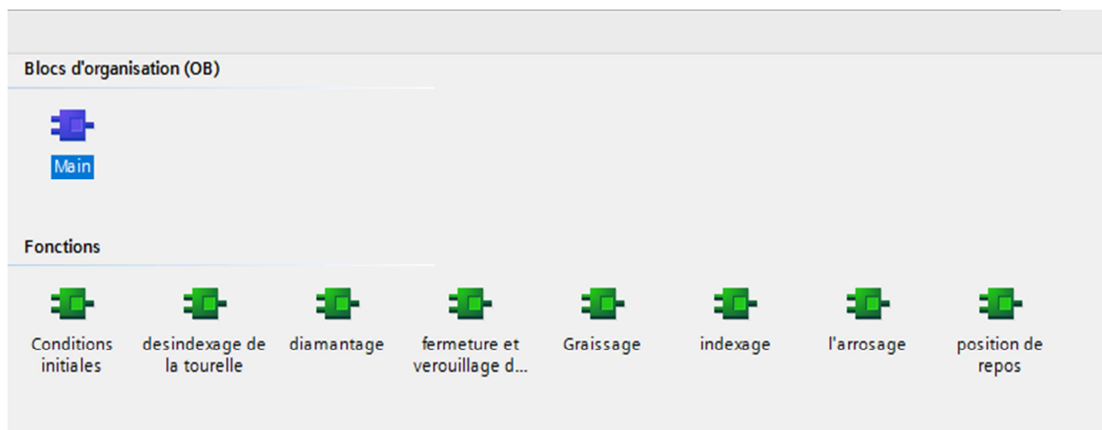 Blocs d'organisation (OB)
Main
Fonctions
Conditions
initiales
desindexage de
la tourelle
diamantage
fermeture et
verouillage d...
Graissage
indexage
l'arrosage
position de
repos